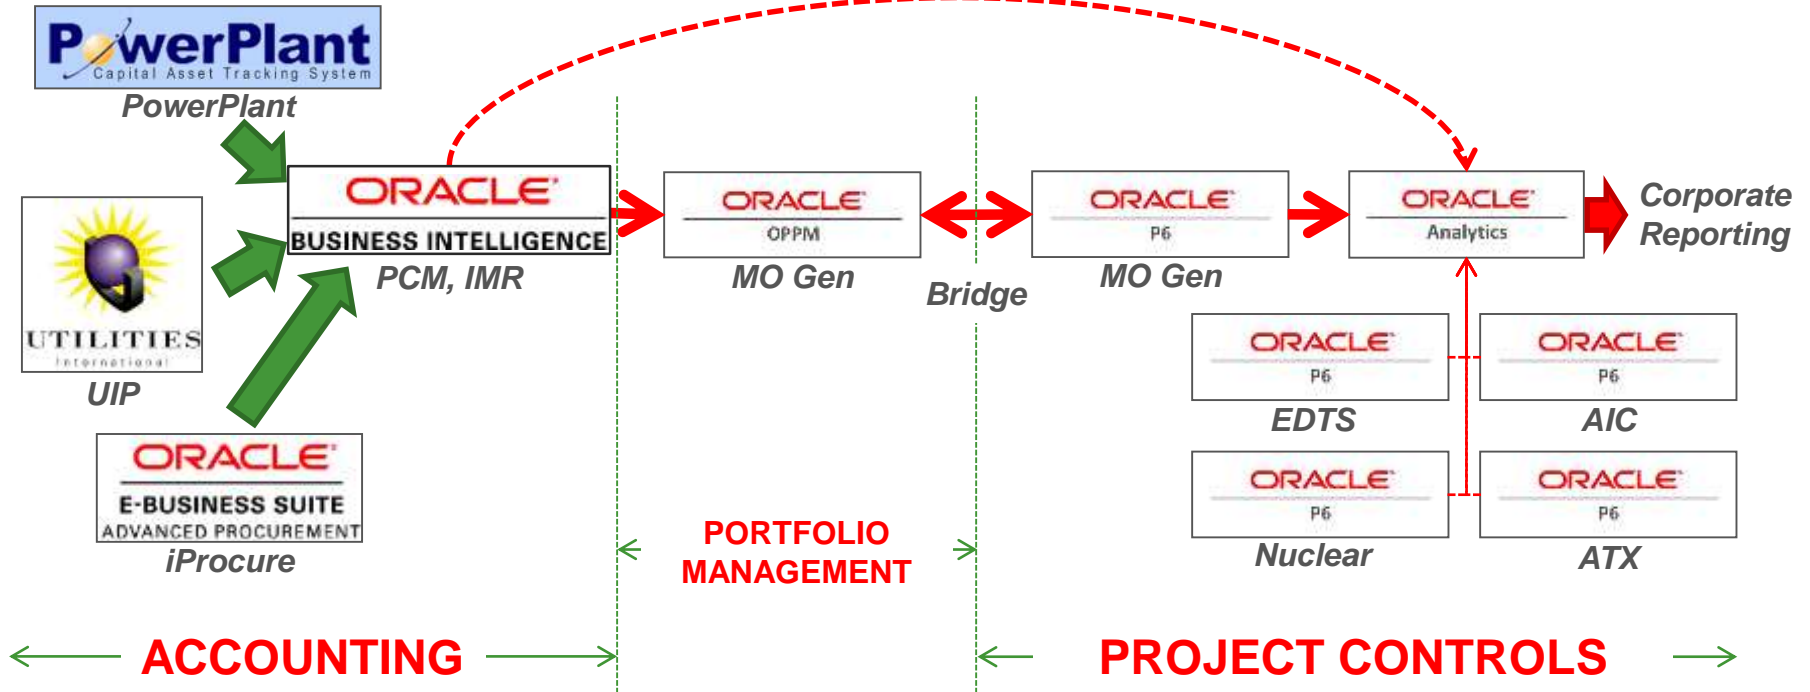 PowerPlant
Capital Asset Tracking System
PowerPlant
UTILITIES
International
UIP
ORACLE
E-BUSINESS SUITE
ADVANCED PROCUREMENT
iProcure
ORACLE
BUSINESS INTELLIGENCE
PCM, IMR
ORACLE
OPPM
MO Gen
Bridge
ORACLE
P6
MO Gen
ORACLE
Analytics
Corporate
Reporting
ORACLE
P6
EDTS
ORACLE
P6
AIC
ORACLE
P6
Nuclear
ORACLE
P6
ATX
PORTFOLIO
MANAGEMENT
ACCOUNTING
PROJECT CONTROLS